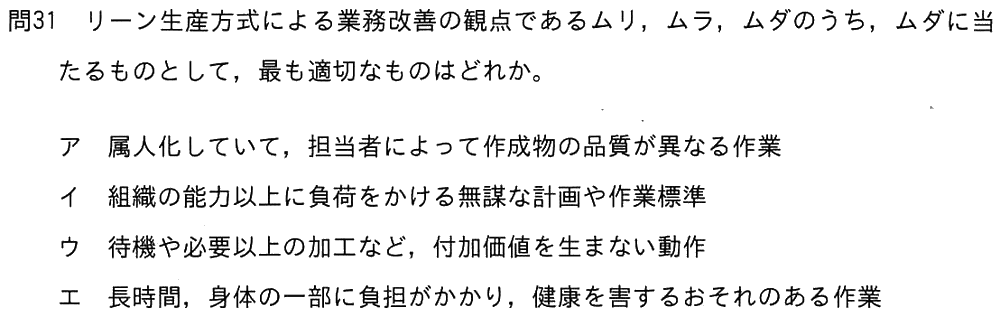 問31 リーン生産方式による業務改善の観点であるムリ，ムラ，ムダのうち，ムダに当
たるものとして，最も適切なものはどれか。
ア 属人化していて，担当者によって作成物の品質が異なる作業
イ 組織の能力以上に負荷をかける無謀な計画や作業標準
ウ 待機や必要以上の加工など，付加価値を生まない動作
エ 長時間，身体の一部に負担がかかり，健康を害するおそれのある作業